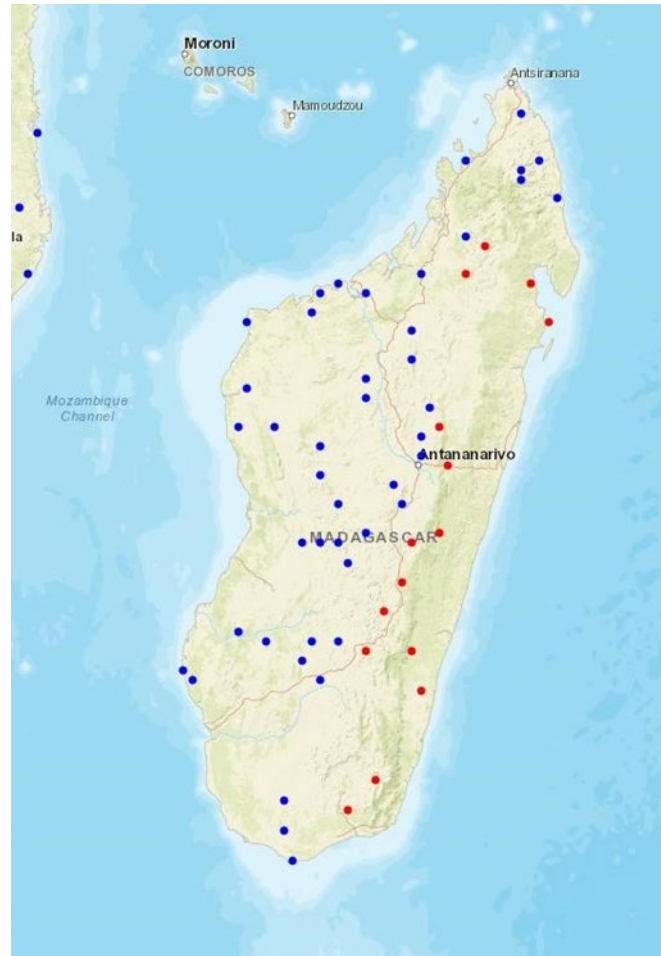 Moroni
COMOROS
Antsiranana
Mamoudzou
la
Mozambique
Channel
Antananarivo
MADAGASCAR